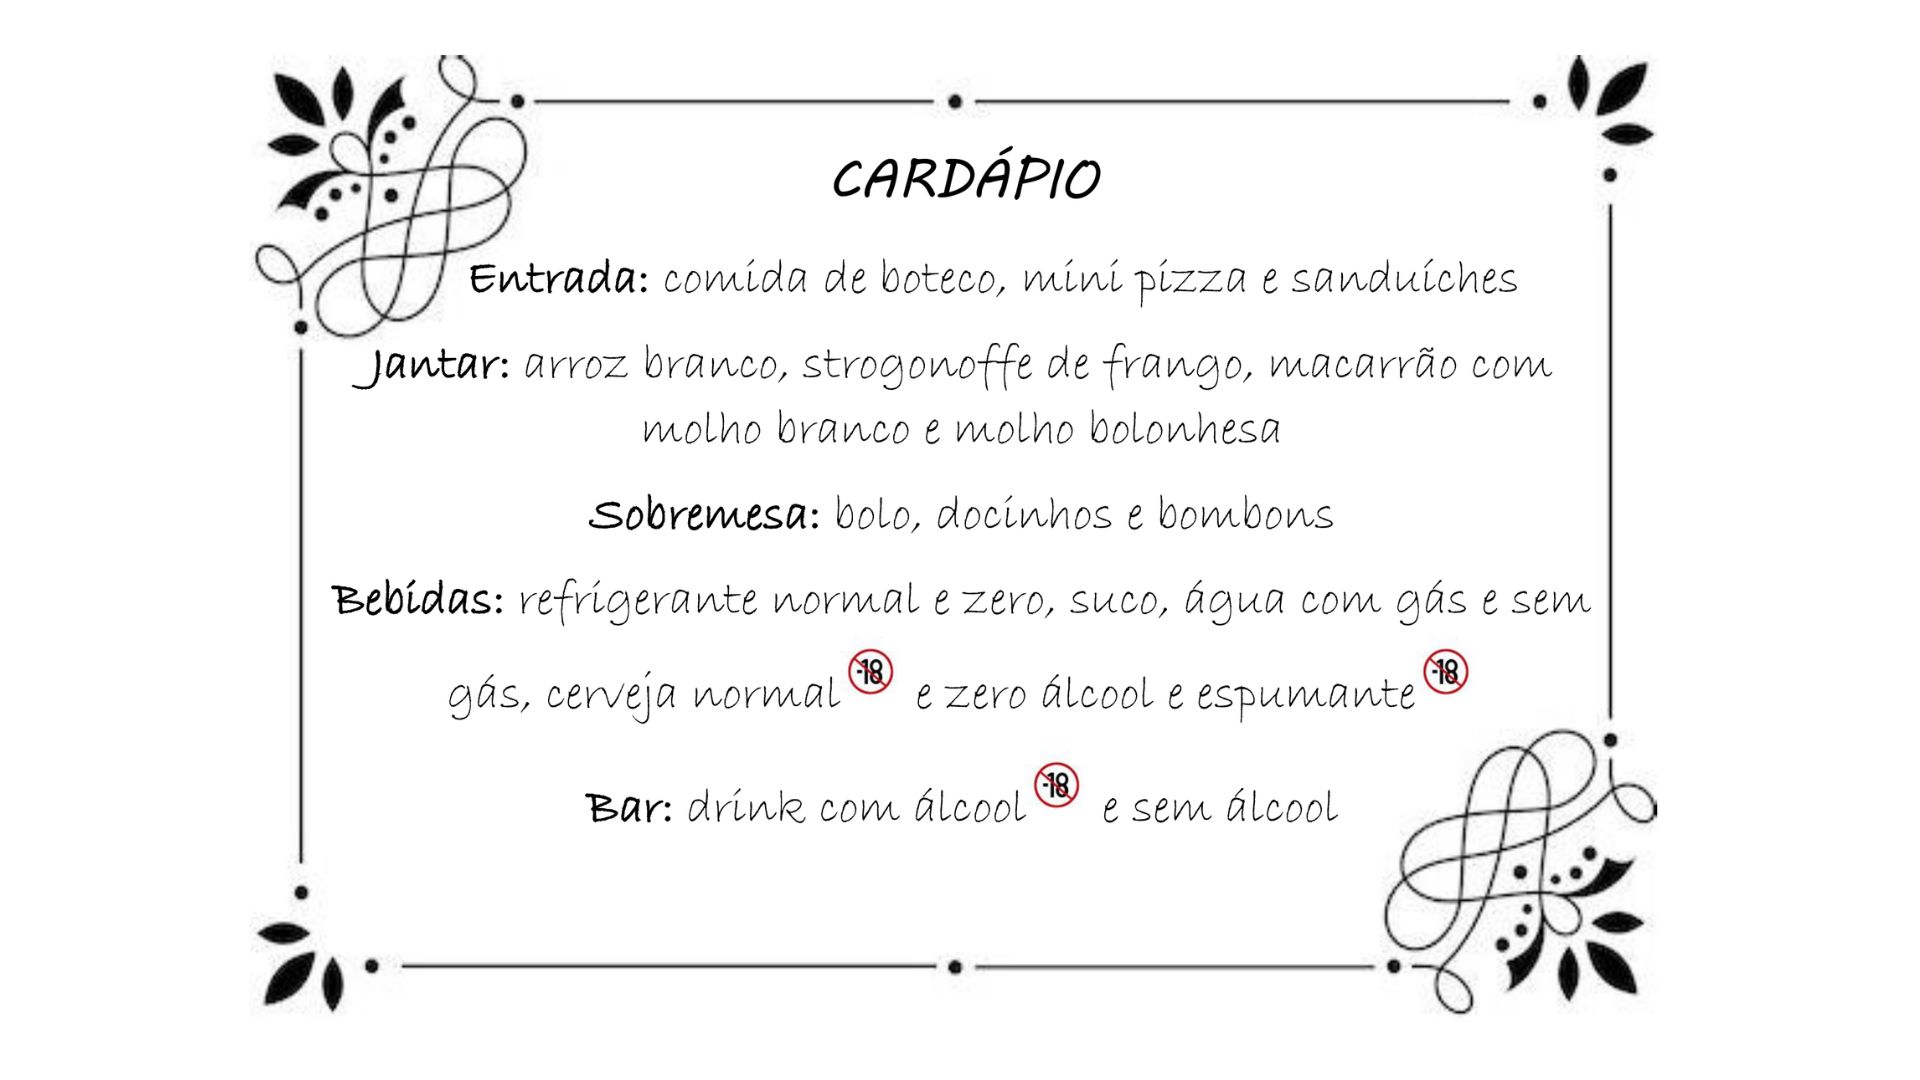 CARDÁPIO
Entrada: comida de boteco, mini pizza e sanduiches
Jantar: arroz branco, strogonoffe de frango, macarrão com
molho branco e molho bolonhesa
Sobremesa: bolo, docinhos e bombons
Bebidas: refrigerante normal e zero, suco, água com gás e sem
gás, cerveja normal -18 e zero álcool e espumante -18
Bar: drink com álcool -18 e sem álcool